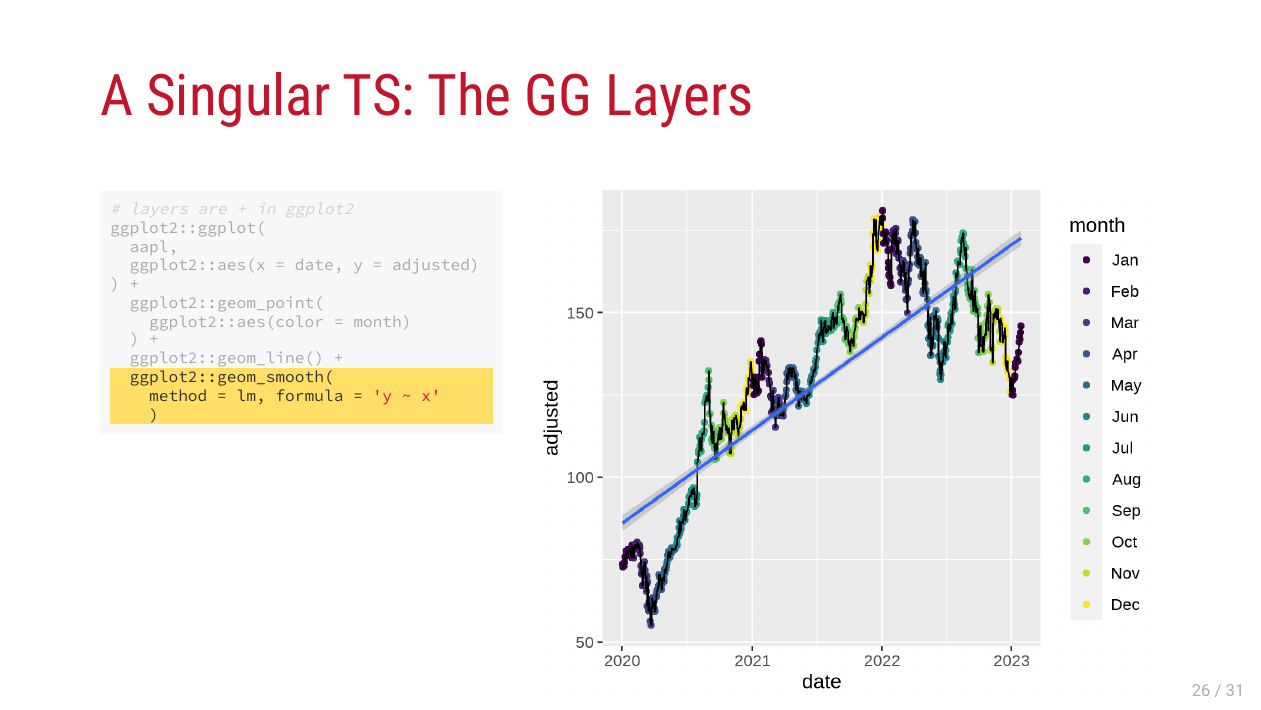 A Singular TS: The GG Layers
# layers are + in ggplot2
ggplot2::ggplot(
  aapl,
  ggplot2::aes(x = date, y = adjusted)
) +
  ggplot2::geom_point(
    ggplot2::aes(color = month)
  ) +
  ggplot2::geom_line() +
  ggplot2::geom_smooth(
    method = lm, formula = 'y ~ x'
    )
adjusted
150
100
50
2020 2021 2022 2023
date
month
Jan
Feb
Mar
Apr
May
Jun
Jul
Aug
Sep
Oct
Nov
Dec
26 / 31